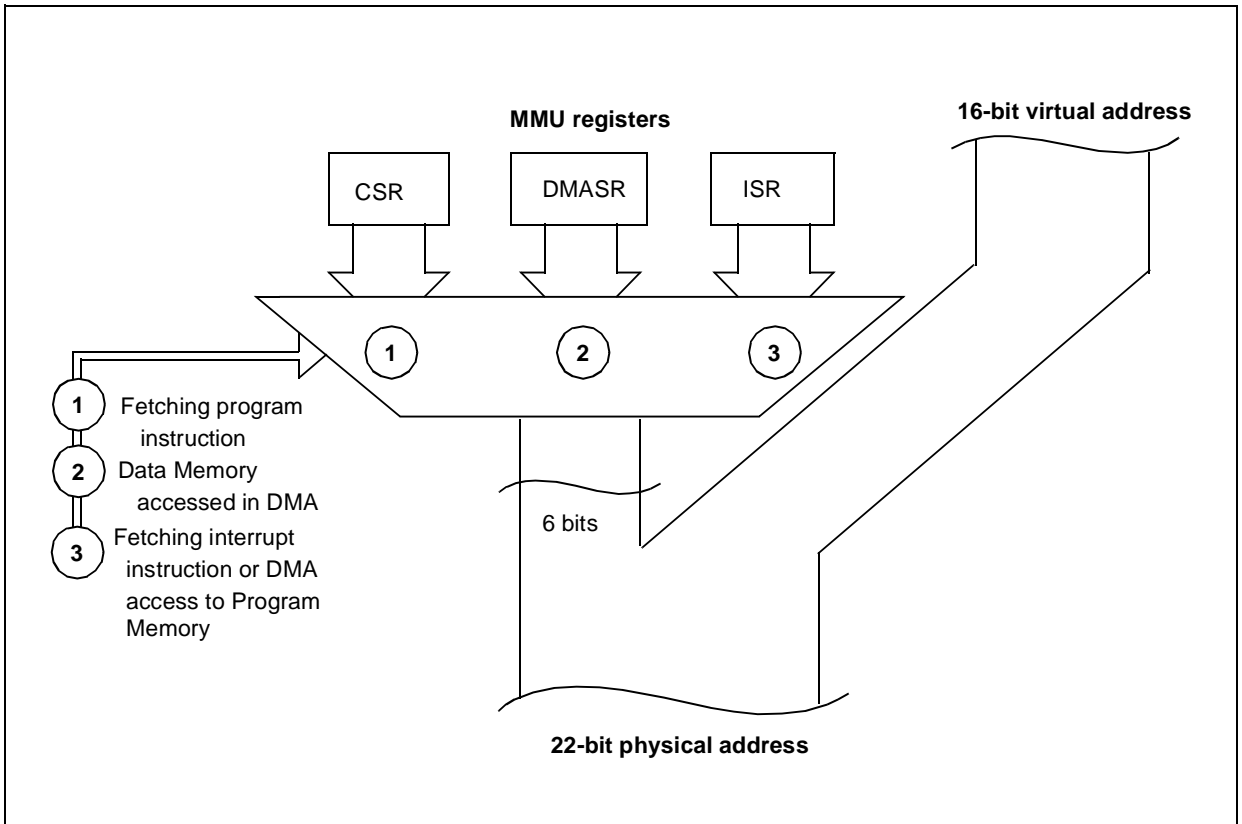 16-bit virtual address
MMU registers
CSR
DMASR
ISR
1
2
3
1
Fetching program
instruction
2
Data Memory
accessed in DMA
3
Fetching interrupt
instruction or DMA
access to Program
Memory
6 bits
22-bit physical address